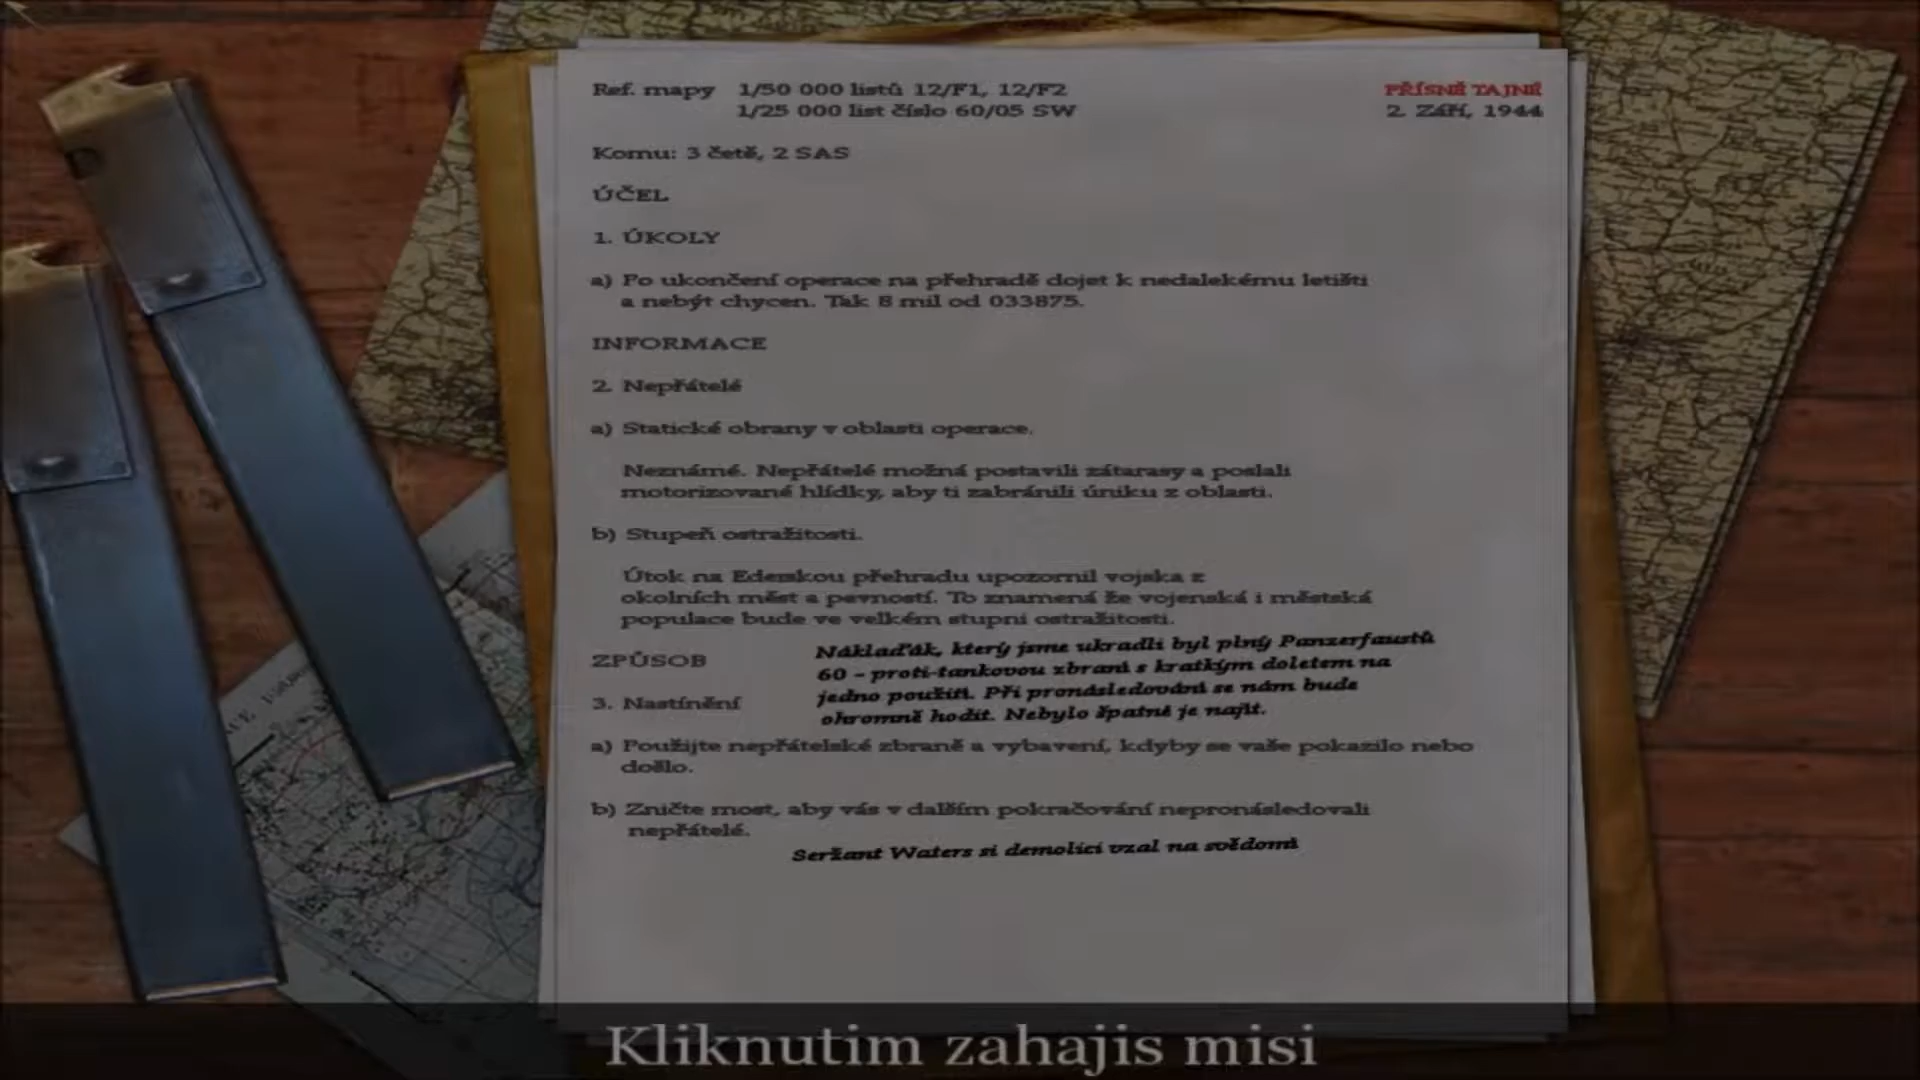 Ref. mapy 1/50 000 listů 12/F1, 12/F2
PŘÍSNĚ TAJNÉ
1/25 000 list číslo 60/05 SW
2. Září, 1944
Komu: 3 četě, 2 SAS
ÚČEL
1. ÚKOLY
a) Po ukončení operace na přehradě dojet k nedalekému letišti
a nebýt chycen. Tak 8 mil od 033875.
INFORMACE
2. Nepřátelé
a) Statické obrany v oblasti operace.
Neznámé. Nepřátelé možná postavili zátarasy a poslali
motorizované hlídky, aby ti zabránili úniku z oblasti.
b) Stupeň ostražitosti.
Útok na Ederskou přehradu upozornil vojska z
okolních měst a pevností. To znamená že vojenská i městská
populace bude ve velkém stupni ostražitosti.
Náklaďák, který jsme ukradli byl plný Panzerfaustů
60 - proti-tankovou zbraní s kratkým doletem na
jedno použití. Při pronásledování se nám bude
ohromně hodit. Nebylo špatné je najít.
ZPŮSOB
3. Nastínění
a) Použijte nepřátelské zbraně a vybavení, kdyby se vaše pokazilo nebo
došlo.
b) Zničte most, aby vás v dalším pokračování nepronásledovali
nepřátelé.
Seržant Waters si demolici vzal na svědomí
Kliknutim zahajis misi